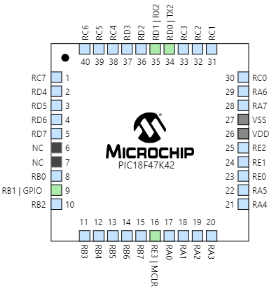 RC6
RC5
RC4
RD3
RD2
RD1 | RX2
RD0 | TX2
RC3
RC2
RC1
40
39
38
37
36
35
34
33
32
31
RC7 1
RD4 2
RD5 3
RD6 4
RD7 5
NC 6
NC 7
RB0 8
RB1 | GPIO 9
RB2 10
MICROCHIP
PIC18F47K42
30 RC0
29 RA6
28 RA7
27 VSS
26 VDD
25 RE2
24 RE1
23 RE0
22 RA5
21 RA4
11
12
13
14
15
16
17
18
19
20
RB3
RB4
RB5
RB6
RB7
RE3 | MCLR
RA0
RA1
RA2
RA3